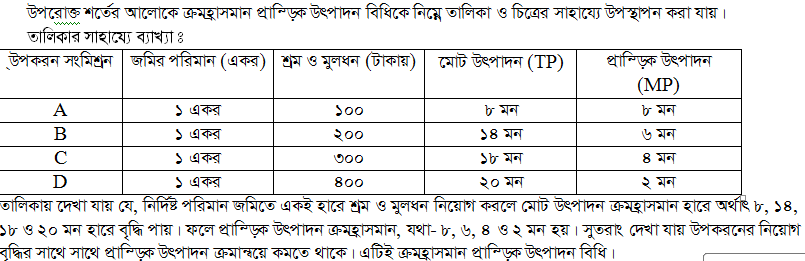 উপরোক্ত শর্তের আলোকে ক্রমহ্রাসমান প্রান্ড়িক উৎপাদন বিধিকে নিম্নে তালিকা ও চিত্রের সাহায্যে উপস্থাপন করা যায়।
তালিকার সাহায্যে ব্যাখ্যা ঃ
উপকরন সংমিশ্রন জমির পরিমান (একর) শ্রম ও মুলধন (টাকায়) মোট উৎপাদন (TP) প্রান্ড়িক উৎপাদন
(MP)
A ১ একর ১০০ ৮ মন ৮ মন
B ১ একর ২০০ ১৪ মন ৬ মন
C ১ একর ৩০০ ১৮ মন ৪ মন
D ১ একর ৪০০ ২০ মন ২ মন
তালিকায় দেখা যায় যে, নির্দিষ্ট পরিমান জমিতে একই হারে শ্রম ও মুলধন নিয়োগ করলে মোট উৎপাদন ক্রমহ্রাসমান হারে অর্থাৎ ৮, ১৪,
১৮ ও ২০ মন হারে বৃদ্ধি পায়। ফলে প্রান্ড়িক উৎপাদন ক্রমহ্রাসমান, যথা- ৮, ৬, ৪ ও ২ মন হয়। সুতরাং দেখা যায় উপকরনের নিয়োগ
বৃদ্ধির সাথে সাথে প্রান্ড়িক উৎপাদন ক্রমান্বয়ে কমতে থাকে। এটিই ক্রমহ্রাসমান প্রান্ড়িক উৎপাদন বিধি।